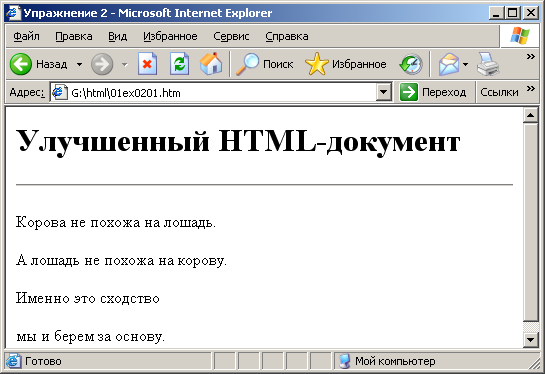 Упражнение 2 - Microsoft Internet Explorer
Файл Правка Вид Избранное Сервис Справка
Назад Поиск Избранное »
Адрес: G:\html\01ex0201.htm Переход Ссылки »
Улучшенный HTML-документ
Корова не похожа на лошадь.
А лошадь не похожа на корову.
Именно это сходство
мы и берем за основу.
Готово Мой компьютер